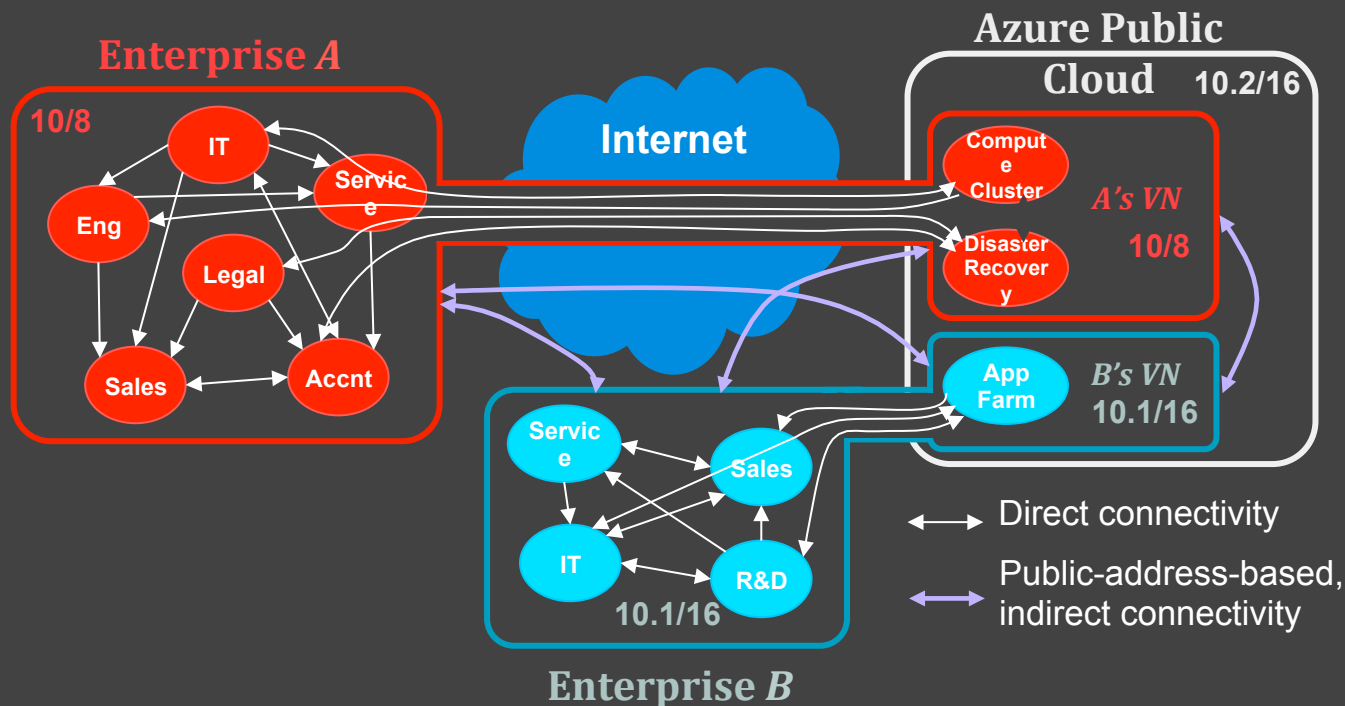 Azure Public
Cloud
10.2/16
Enterprise A
10/8
IT
Servic
e
Eng
Legal
Sales
Accnt
Internet
Comput
e
Cluster
Disaster
Recover
y
A's VN
10/8
App
Farm
B's VN
10.1/16
Servic
e
Sales
IT
R&D
10.1/16
Enterprise B
Direct connectivity
Public-address-based,
indirect connectivity